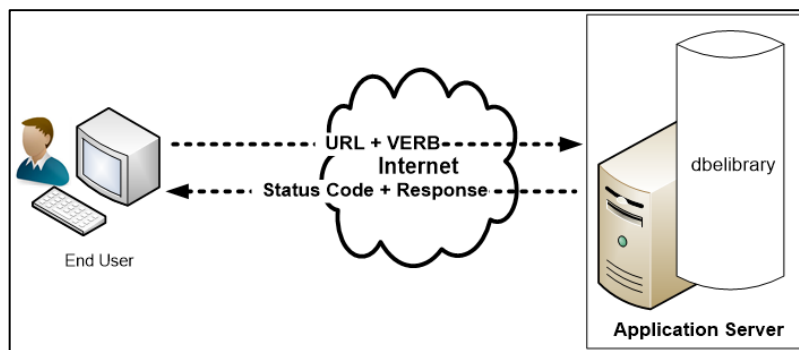 URL + VERB
Internet
Status Code + Response
End User
dbelibrary
Application Server